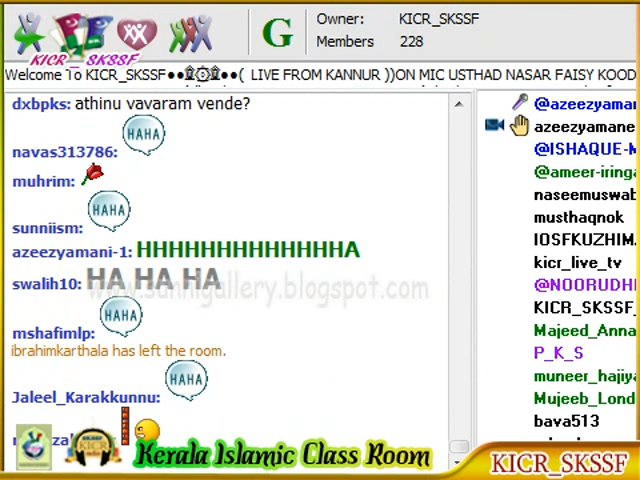 Owner: KICR_SKSSF
G
Members 228
KICR_SKSSF
Welcome To KICR_SKSSF●●۩۞۩●●( LIVE FROM KANNUR ))ON MIC USTHAD NASAR FAISY KOOD
dxbpks: athinu vavaram vende?
navas313786: HAHA
muhrim:
sunniism: HAHA
azeezyamani-1: HHHHHHHHHHHHHHA
swalih10: HA HA HA
www.sunnigallery.blogspot.com
mshafimlp: HAHA
ibrahimkarthala has left the room.
Jaleel_Karakkunnu: HAHA
@azeezyaman
azeezyamane
@ISHAQUE-M
@ameer-iringa
naseemuswab
musthaqnok
IOSFKUZHIM
kicr_live_tv
@NOORUDHI
KICR_SKSSF_
Majeed_Anna
P_K_S
muneer_hajiya
Mujeeb_Lond
bava513
Kerala Islamic Class Room
KICR_SKSSF